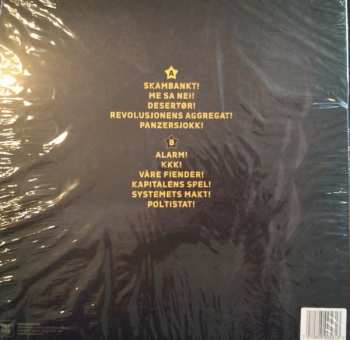 A
SKAMBANKT!
ME SA NEI!
DESERTØR!
REVOLUSJONENS AGGREGAT!
PANZERSJOKK!
B
ALARM!
KKK!
VÅRE FIENDER!
KAPITALENS SPEL!
SYSTEMETS MAKT!
POLTISTAT!